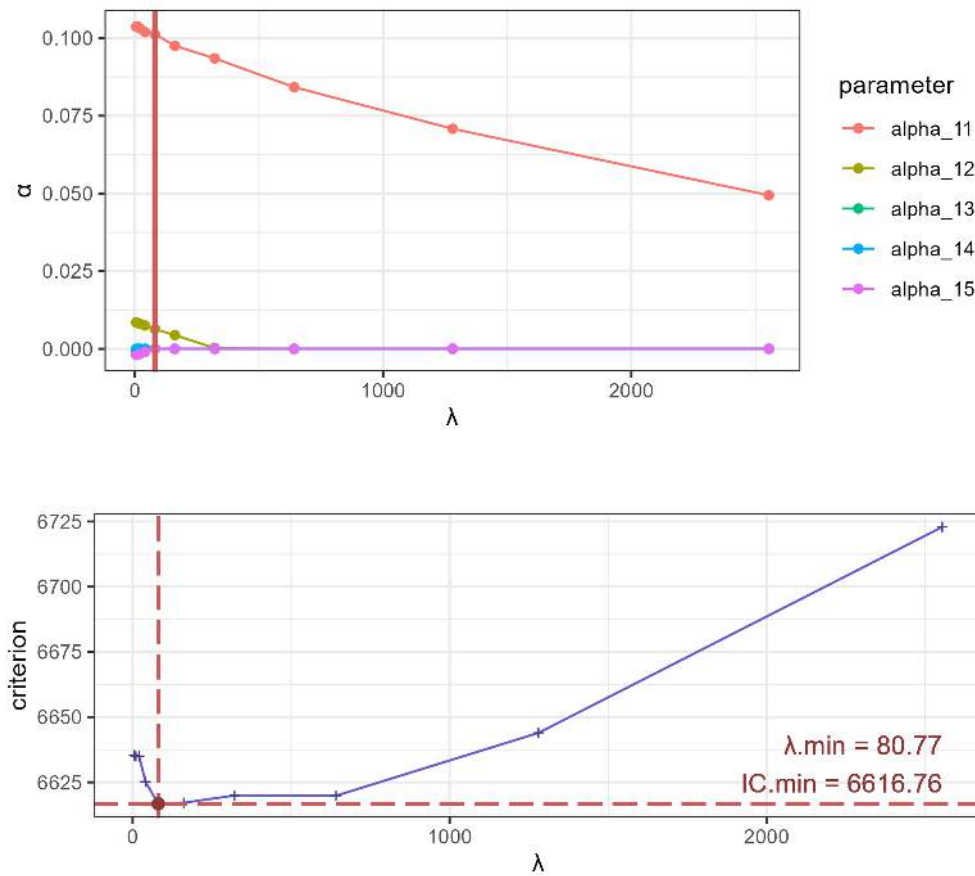 0.100
0.075
0.050
0.025
0.000
α
0
1000
2000
λ
parameter
alpha_11
alpha_12
alpha_13
alpha_14
alpha_15
6725
6700
6675
6650
6625
criterion
λ.min = 80.77
IC.min = 6616.76
0
1000
2000
λ